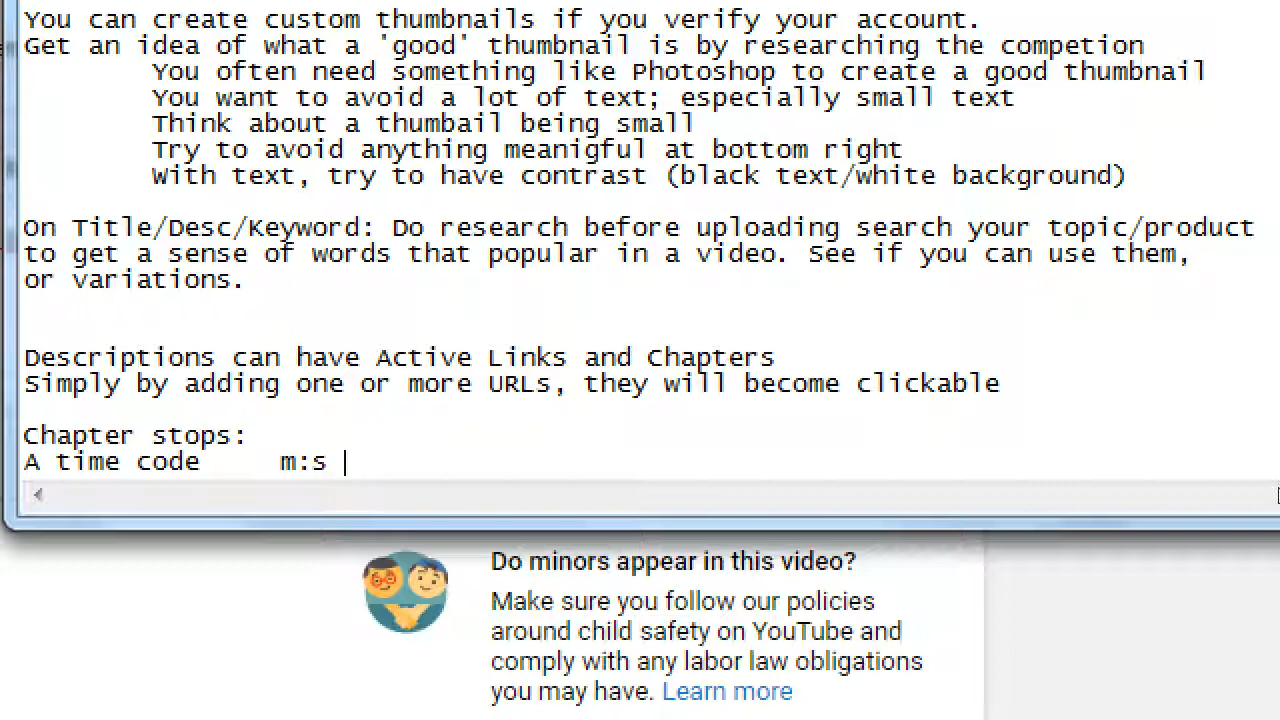 You can create custom thumbnails if you verify your account.
Get an idea of what a 'good' thumbnail is by researching the competion
You often need something like Photoshop to create a good thumbnail
You want to avoid a lot of text; especially small text
Think about a thumbail being small
Try to avoid anything meanigful at bottom right
With text, try to have contrast (black text/white background)
On Title/Desc/Keyword: Do research before uploading search your topic/product
to get a sense of words that popular in a video. See if you can use them,
or variations.
Descriptions can have Active Links and Chapters
Simply by adding one or more URLs, they will become clickable
Chapter stops:
A time code m:s
Do minors appear in this video?
Make sure you follow our policies
around child safety on YouTube and
comply with any labor law obligations
you may have. Learn more